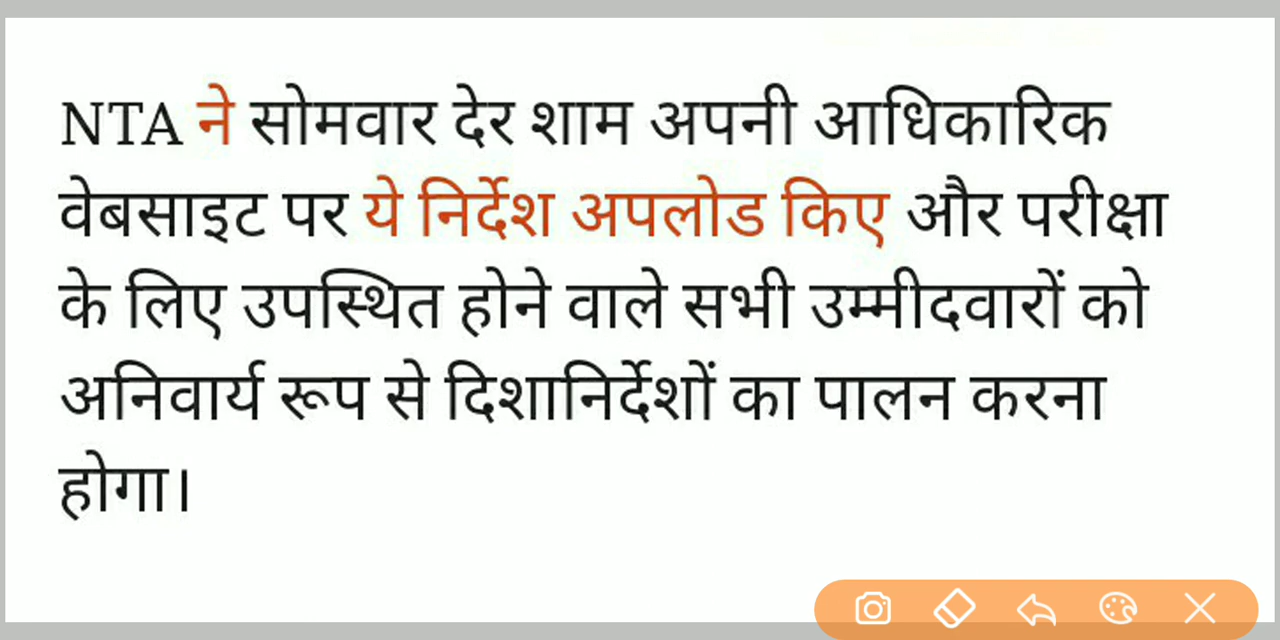 NTA ने सोमवार देर शाम अपनी आधिकारिक
वेबसाइट पर ये निर्देश अपलोड किए और परीक्षा
के लिए उपस्थित होने वाले सभी उम्मीदवारों को
अनिवार्य रूप से दिशानिर्देशों का पालन करना
होगा।